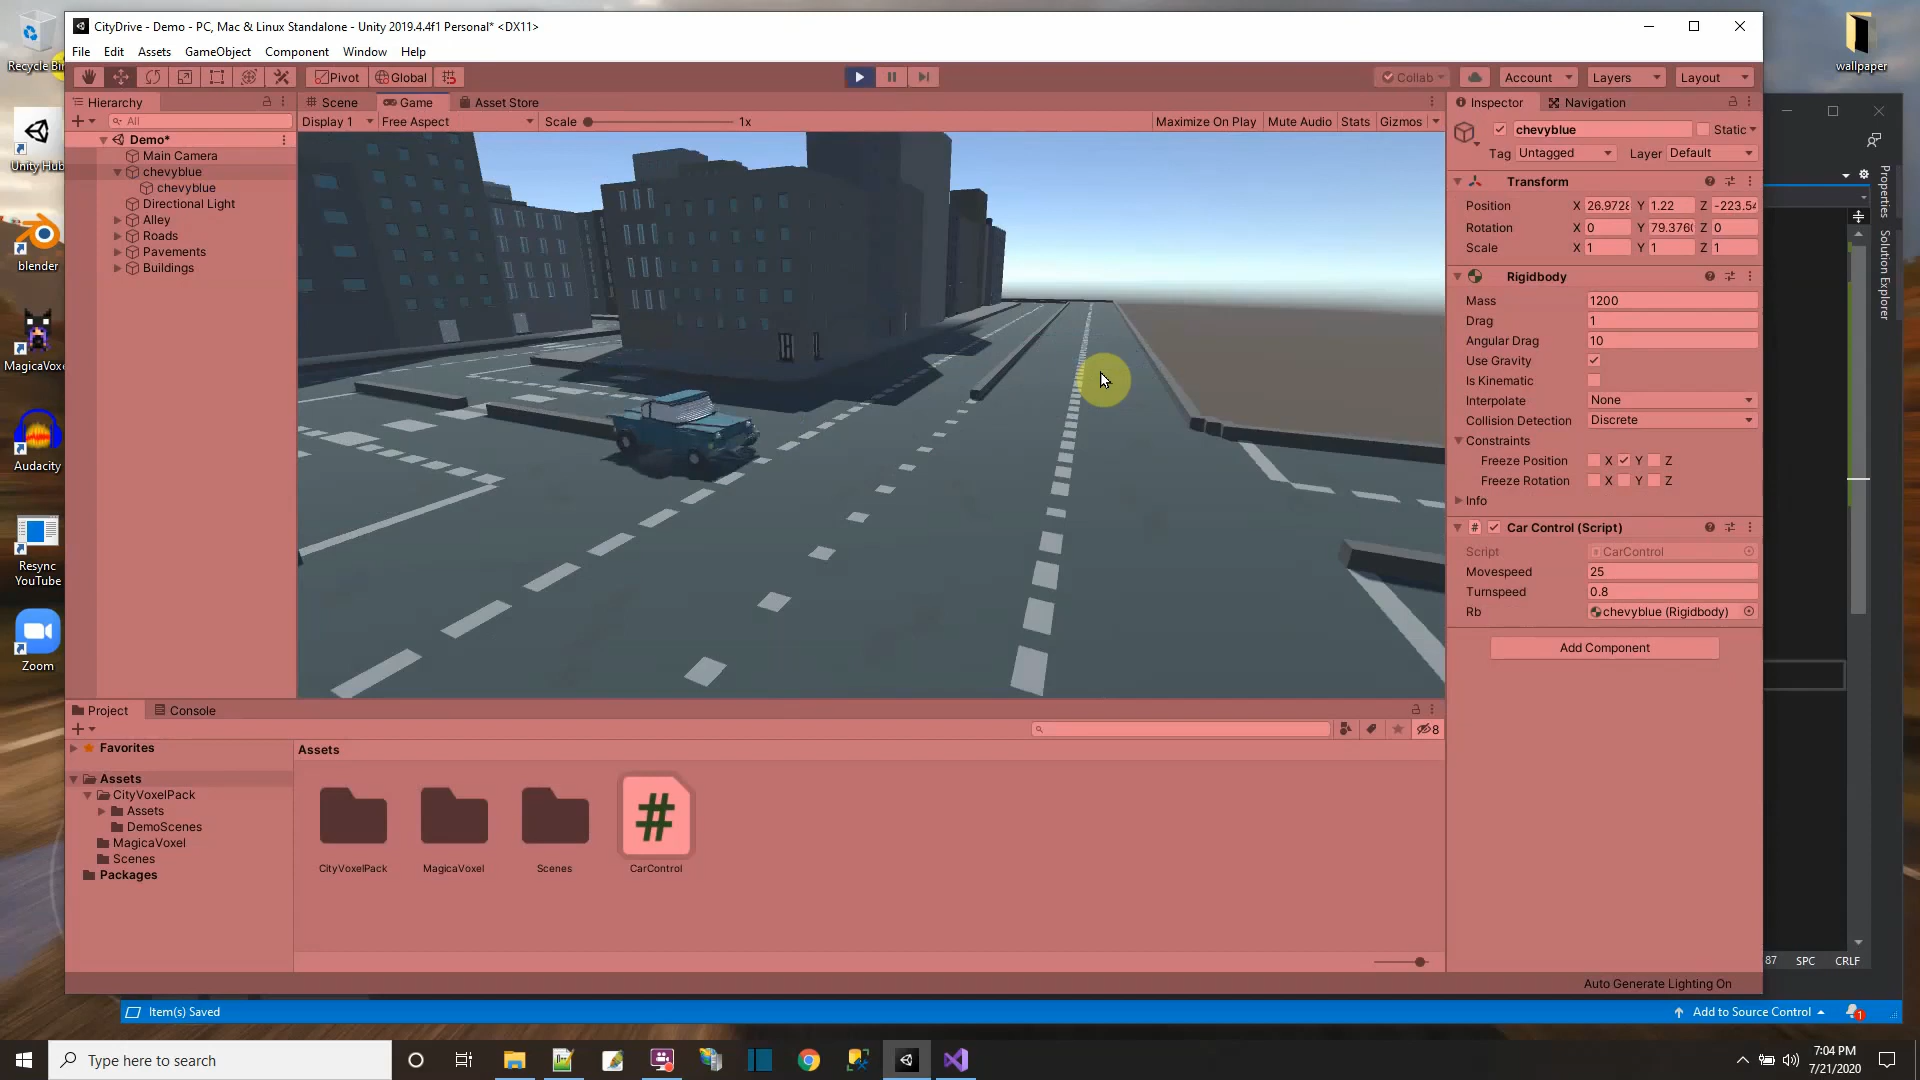 CityDrive - Demo - PC, Mac & Linux Standalone - Unity 2019.4.4f1 Personal* <DX11>
File Edit Assets GameObject Component Window Help
Pivot Global Collab Account Layers Layout
Hierarchy
All
Demo*
Main Camera
chevyblue
chevyblue
Directional Light
Alley
Roads
Pavements
Buildings
Scene Game Asset Store
Display 1 Free Aspect Scale 1x Maximize On Play Mute Audio Stats Gizmos
Inspector Navigation
chevyblue Static
Tag Untagged Layer Default
Transform
Position X 26.9728 Y 1.22 Z -223.54
Rotation X 0 Y 79.3760 Z 0
Scale X 1 Y 1 Z 1
Rigidbody
Mass 1200
Drag 1
Angular Drag 10
Use Gravity
Is Kinematic
Interpolate None
Collision Detection Discrete
Constraints
Freeze Position X Y Z
Freeze Rotation X Y Z
Info
# Car Control (Script)
Script CarControl
Movespeed 25
Turnspeed 0.8
Rb chevyblue (Rigidbody)
Add Component
Properties
Solution Explorer
Project Console
8
Favorites
Assets
CityVoxelPack
Assets
DemoScenes
MagicaVoxel
Scenes
Packages
Assets
#
CityVoxelPack MagicaVoxel Scenes CarControl
Auto Generate Lighting On
87 SPC CRLF
Item(s) Saved
Add to Source Control 1
Recycle Bin
Unity Hub
blender
MagicaVox
Audacity
Resync
YouTube
zoom
Zoom
wallpaper
Type here to search
7:04 PM
7/21/2020